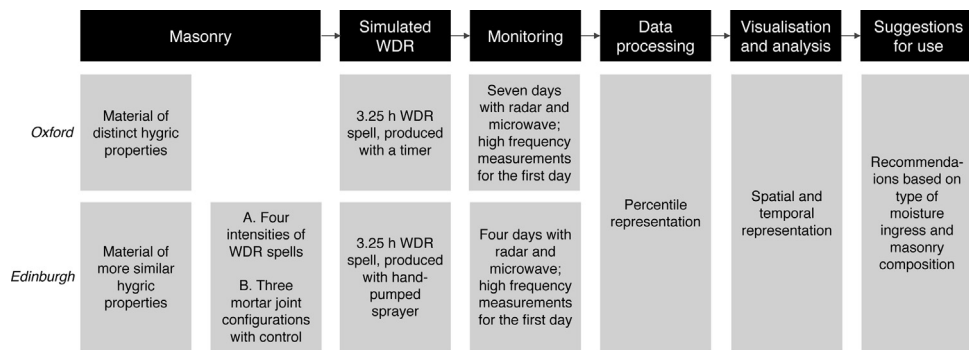 Masonry
Simulated
WDR
Monitoring
Data
processing
Visualisation
and analysis
Suggestions
for use
Oxford
Material of
distinct hygric
properties
3.25 h WDR
spell, produced
with a timer
Seven days
with radar and
microwave;
high frequency
measurements
for the first day
Edinburgh
Material of
more similar
hygric
properties
A. Four
intensities of
WDR spells
B. Three
mortar joint
configurations
with control
3.25 h WDR
spell, produced
with hand-
pumped
sprayer
Four days with
radar and
microwave;
high frequency
measurements
for the first day
Percentile
representation
Spatial and
temporal
representation
Recommenda-
ions based on
type of
moisture
ingress and
masonry
composition